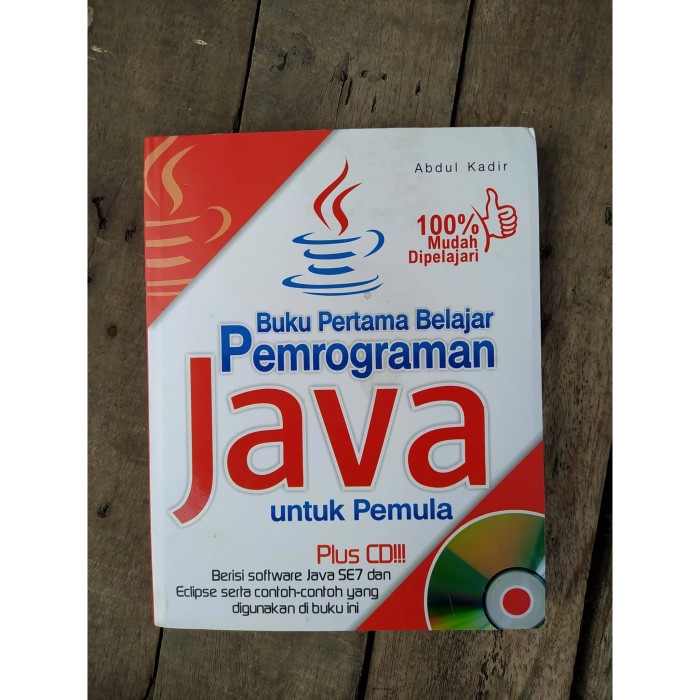 Abdul Kadir
100%
Mudah
Dipelajari
Buku Pertama Belajar
Pemrograman
Java
untuk Pemula
Plus CD!!!
Berisi software Java SE7 dan
Eclipse serta contoh-contoh yang
digunakan di buku ini